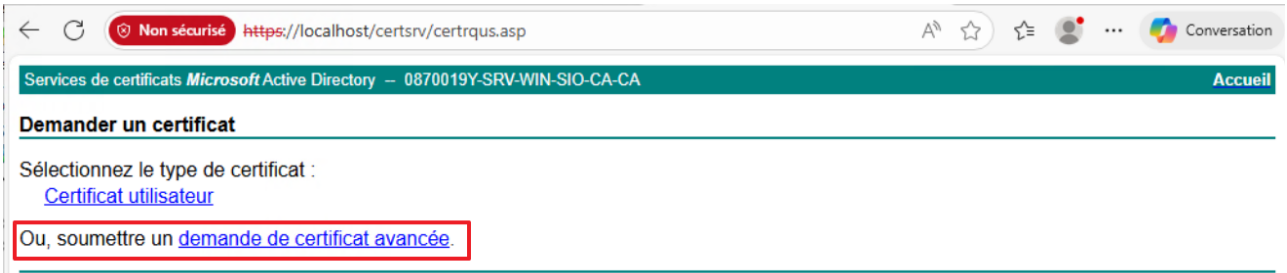 Non sécurisé https://localhost/certsrv/certrqus.asp Conversation
Services de certificats Microsoft Active Directory -- 0870019Y-SRV-WIN-SIO-CA-CA Accueil
Demander un certificat
Sélectionnez le type de certificat :
Certificat utilisateur
Ou, soumettre un demande de certificat avancée.